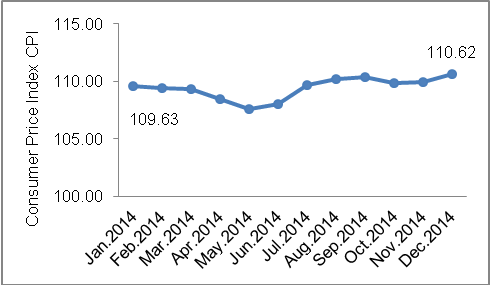 Consumer Price Index CPI
115.00
110.00
105.00
100.00
109.63
110.62
Jan.2014
Feb.2014
Mar.2014
Apr.2014
May.2014
Jun.2014
Jul.2014
Aug.2014
Sep.2014
Oct.2014
Nov.2014
Dec.2014